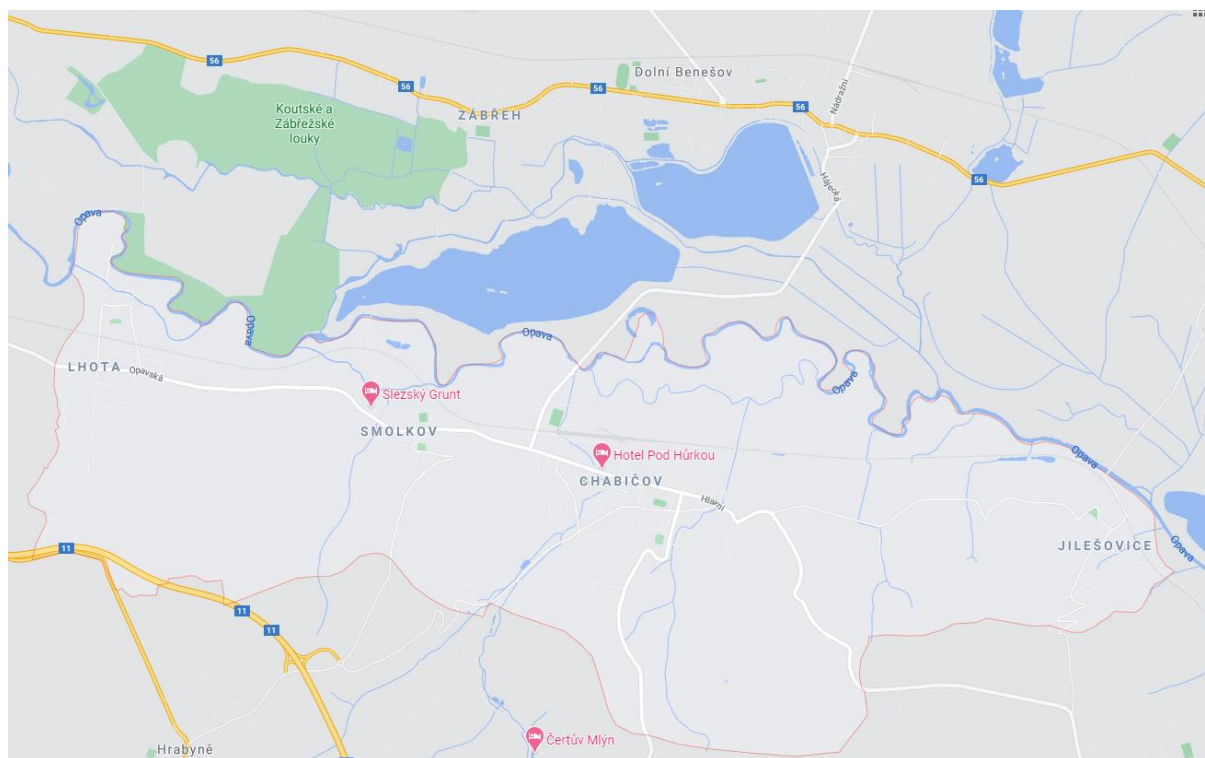 56
56
56
Dolní Benešov
56
Nádražní
ZÁBŘEH
Koutské a
Zábřežské
louky
Hájecká
56
Opava
Opava
Opava
Opava
LHOTA
Opavská
Slezský Grunt
SMOLKOV
Hotel Pod Hůrkou
CHABIČOV
Hlavní
Opava
JILEŠOVICE
Opava
11
11
11
Hrabyně
Čertův Mlýn